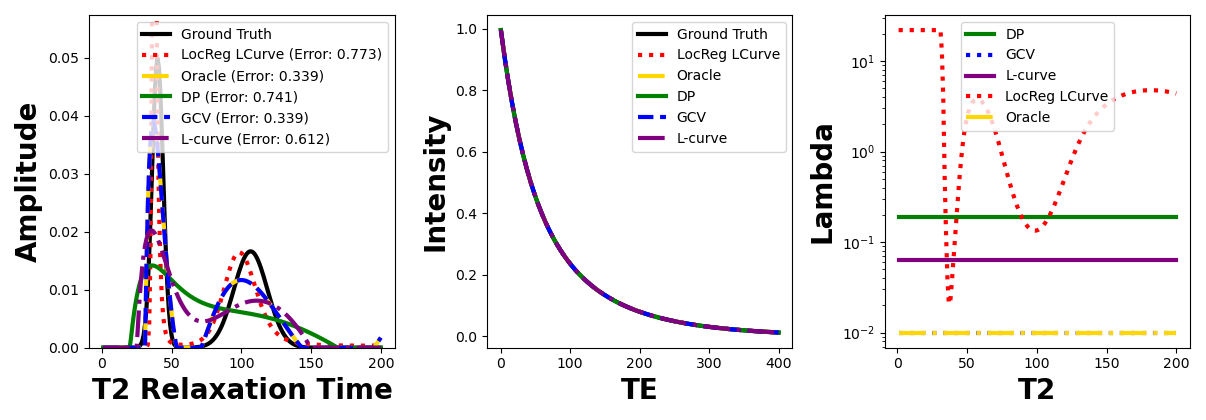 Amplitude
0.00
0.01
0.02
0.03
0.04
0.05
0
50
100
150
200
T2 Relaxation Time
Ground Truth
LocReg LCurve (Error: 0.773)
Oracle (Error: 0.339)
DP (Error: 0.741)
GCV (Error: 0.339)
L-curve (Error: 0.612)
Intensity
0.0
0.2
0.4
0.6
0.8
1.0
0
100
200
300
400
TE
Ground Truth
LocReg LCurve
Oracle
DP
GCV
L-curve
Lambda
10⁻²
10⁻¹
10⁰
10¹
0
50
100
150
200
T2
DP
GCV
L-curve
LocReg LCurve
Oracle